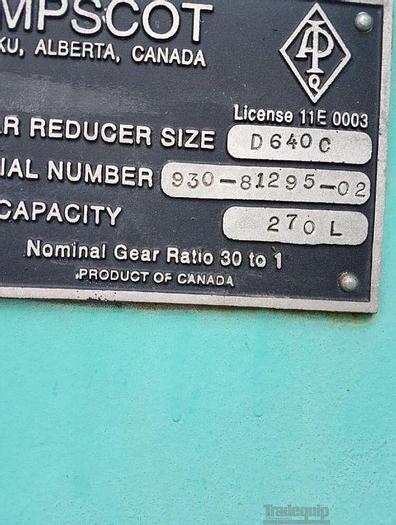 MPSCOT
KU, ALBERTA, CANADA
API
Q
License 11E 0003
R REDUCER SIZE D640C
IAL NUMBER 930-81295-02
CAPACITY 270 L
Nominal Gear Ratio 30 to 1
PRODUCT OF CANADA
Tradequip